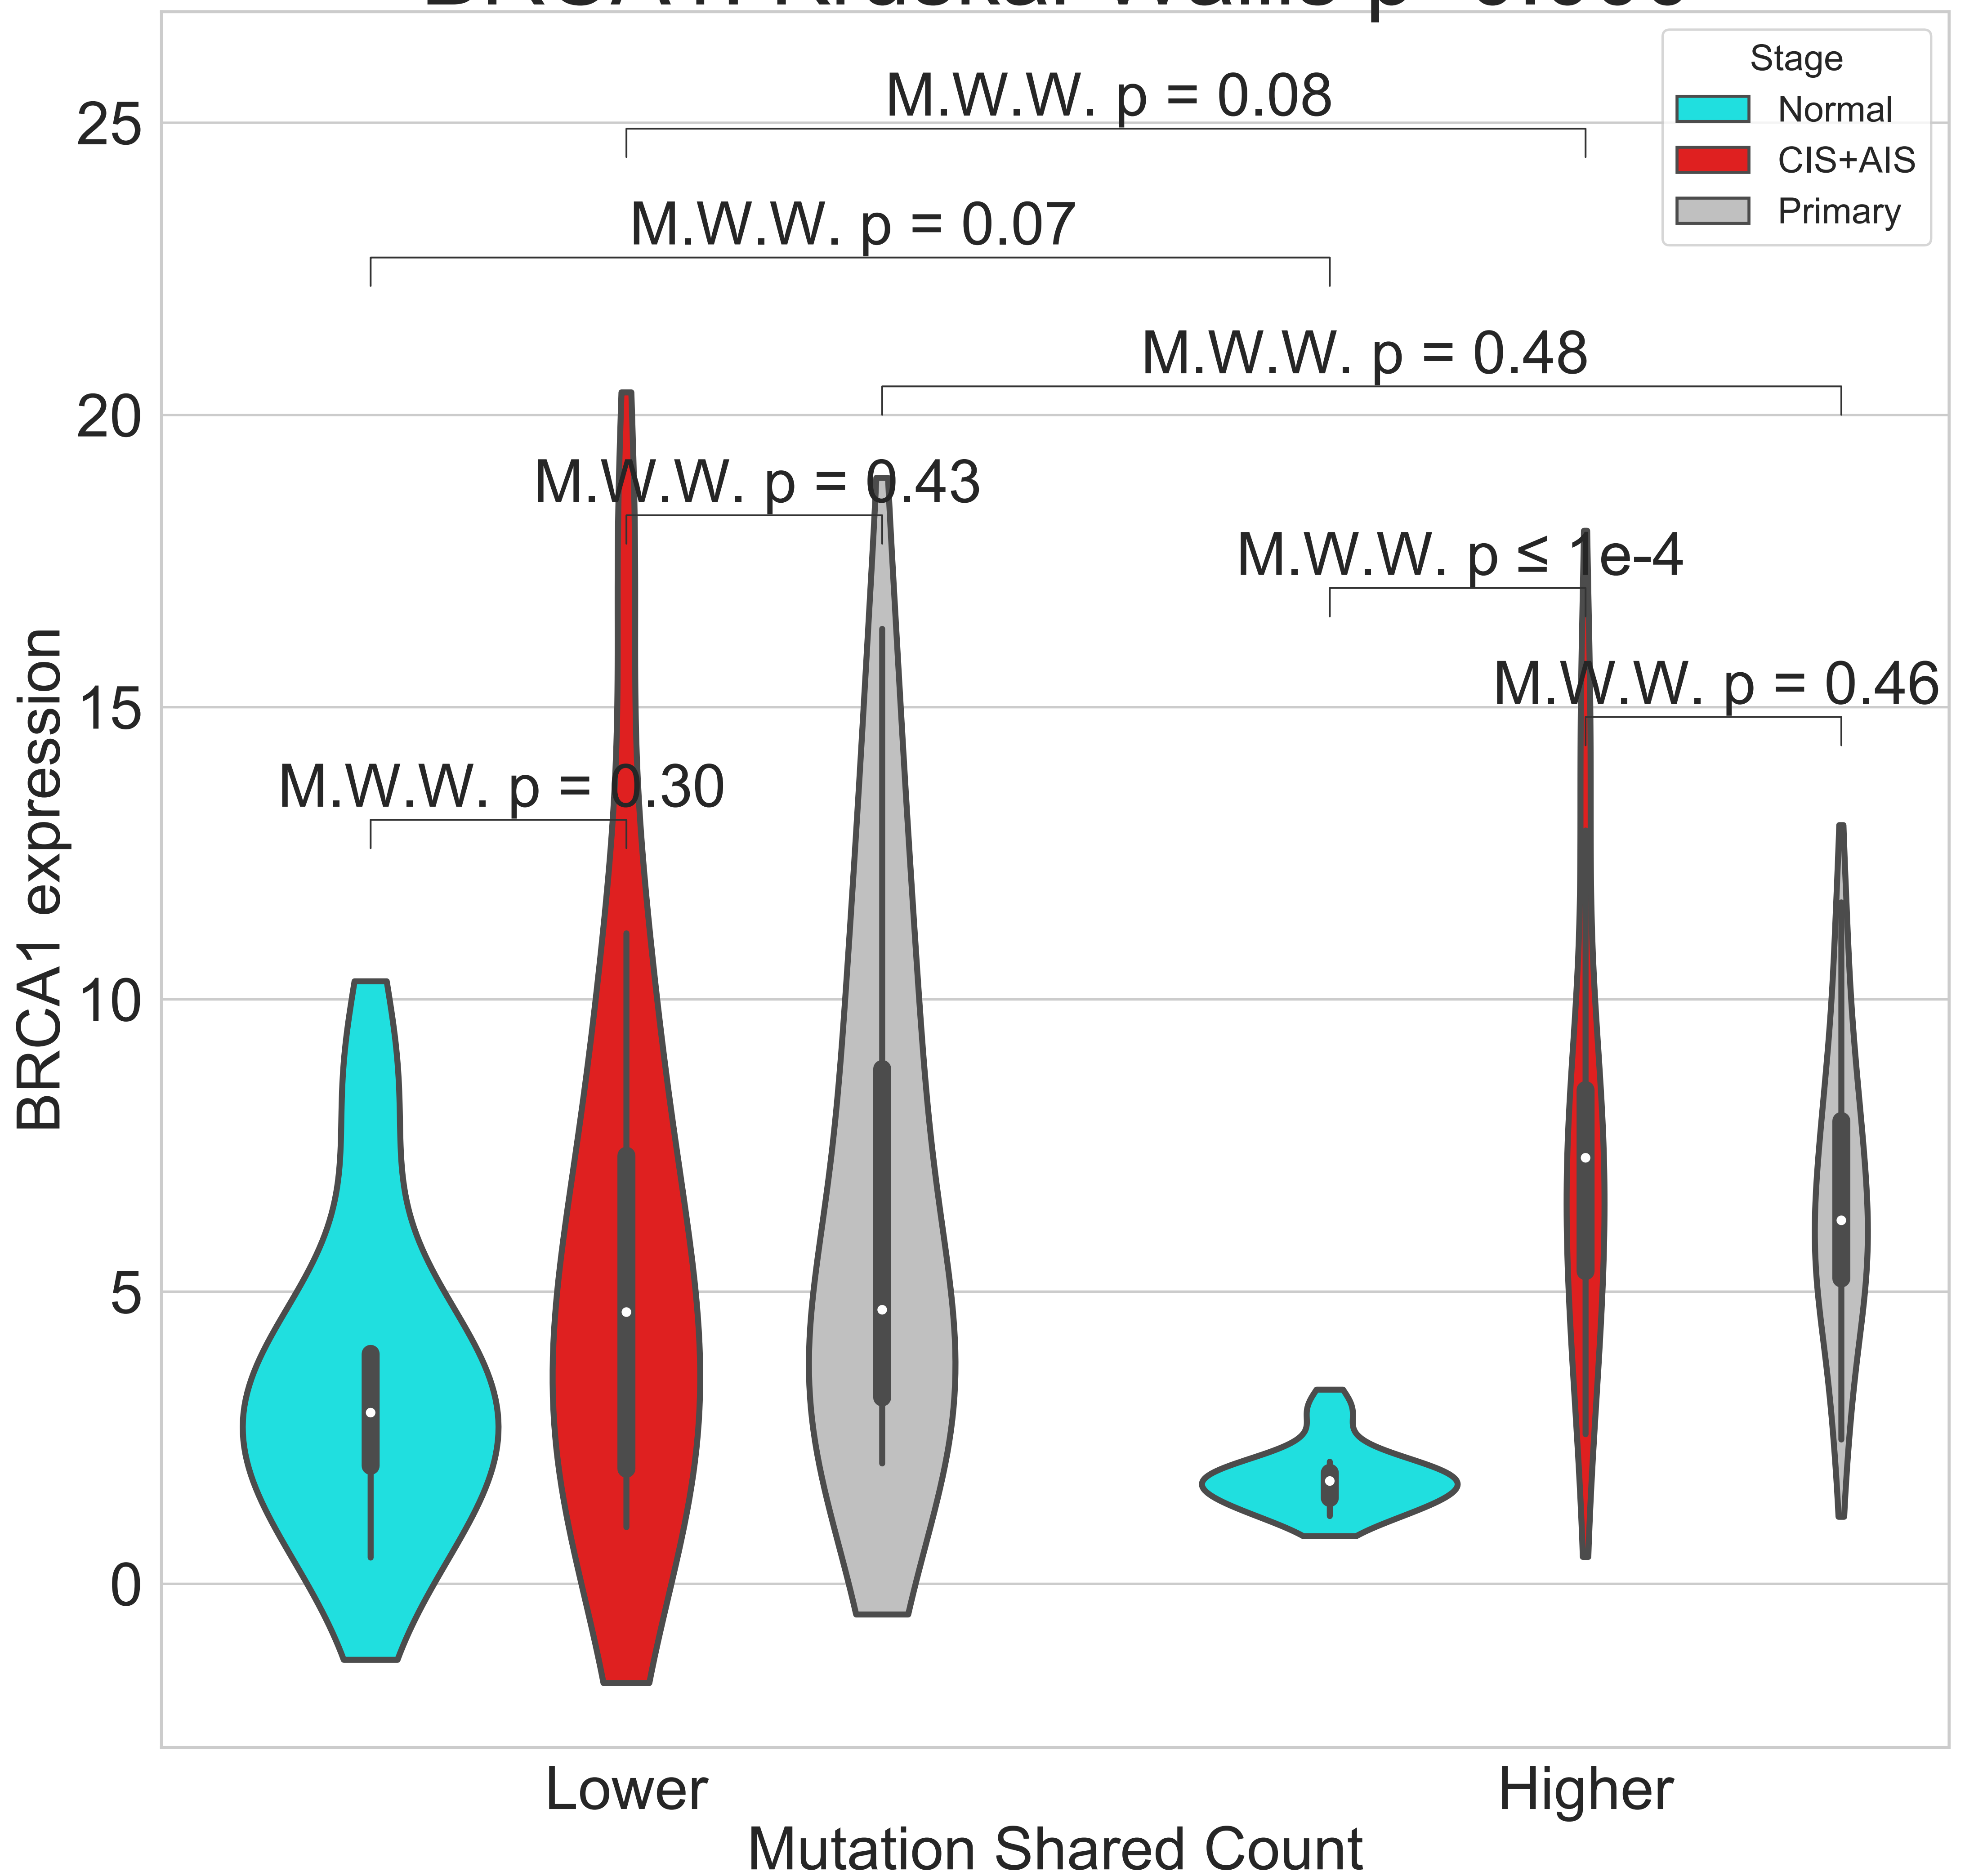 Stage
Normal
CIS+AIS
Primary
M.W.W. p = 0.08
M.W.W. p = 0.07
M.W.W. p = 0.48
M.W.W. p = 0.43
M.W.W. p ≤ 1e-4
M.W.W. p = 0.46
M.W.W. p = 0.30
25
20
15
10
5
0
BRCA1 expression
Lower
Higher
Mutation Shared Count